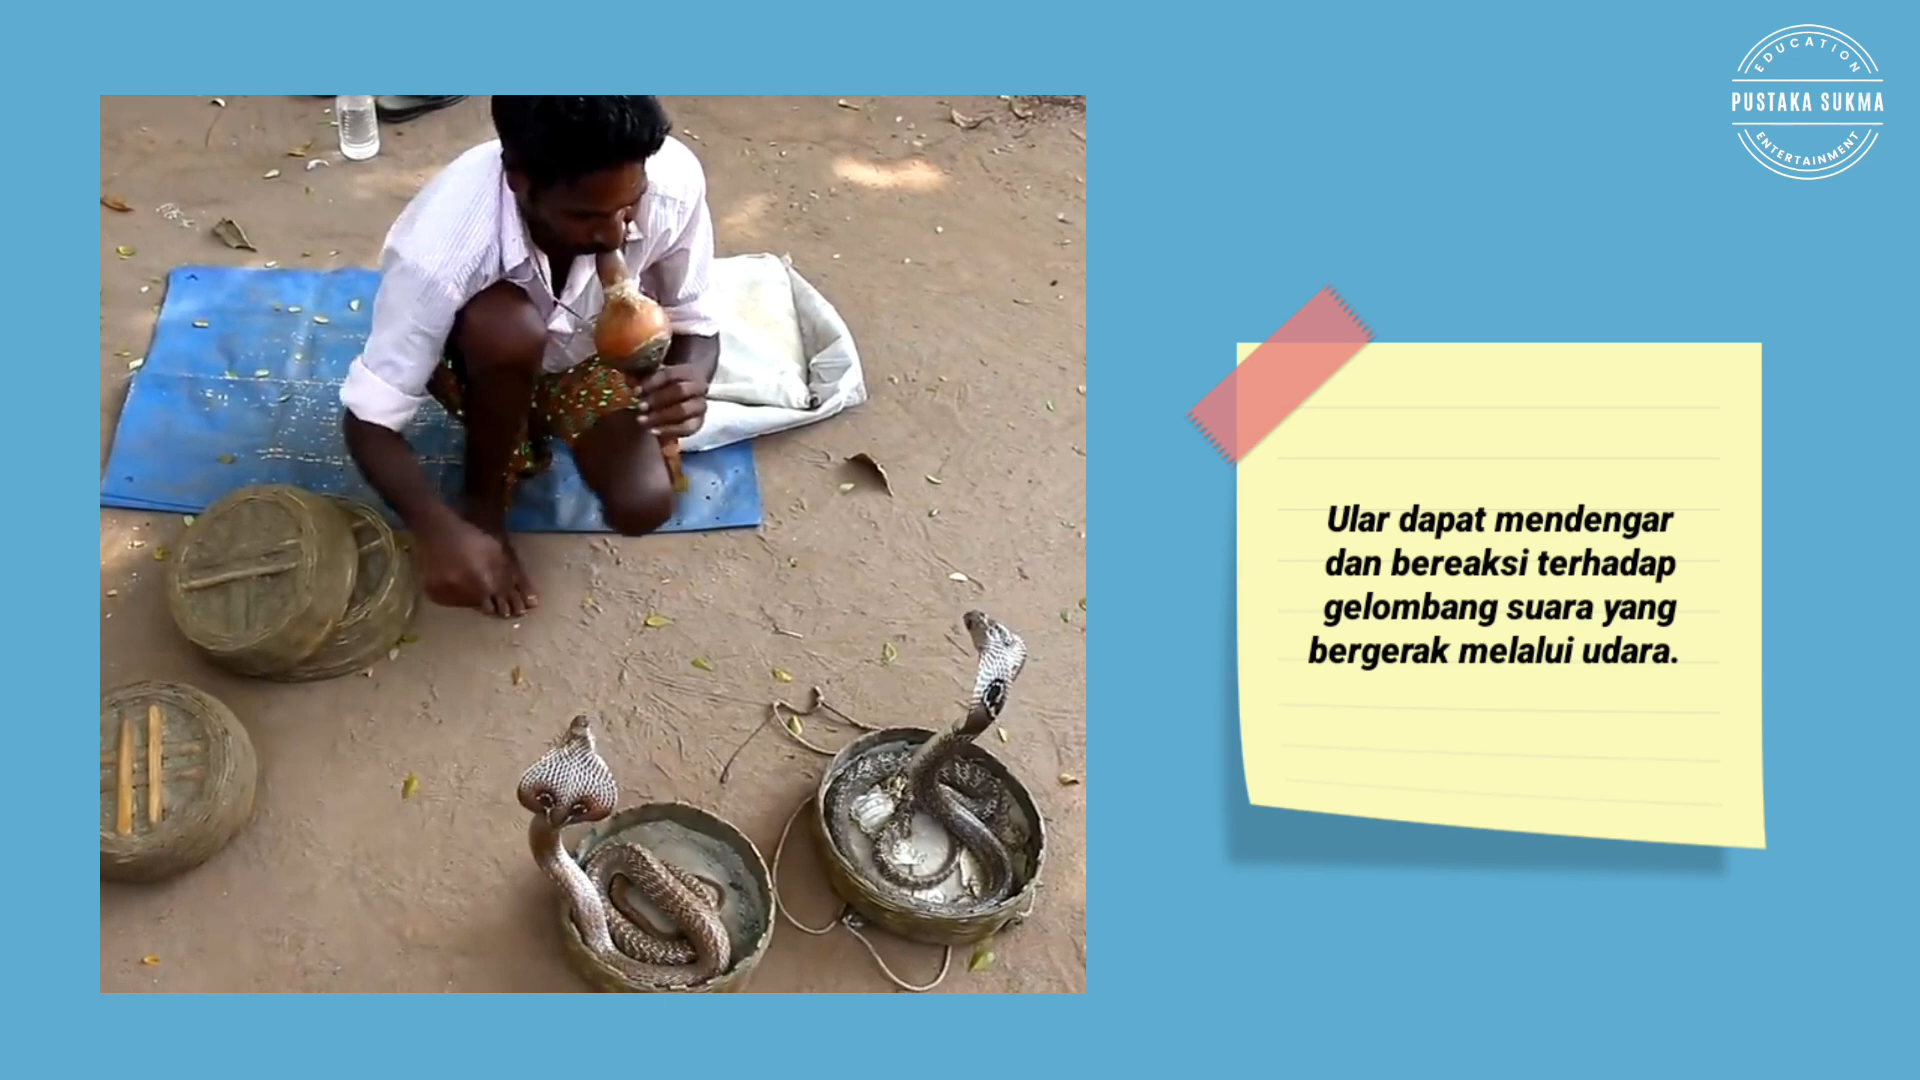 EDUCATION
PUSTAKA SUKMA
ENTERTAINMENT
Ular dapat mendengar
dan bereaksi terhadap
gelombang suara yang
bergerak melalui udara.